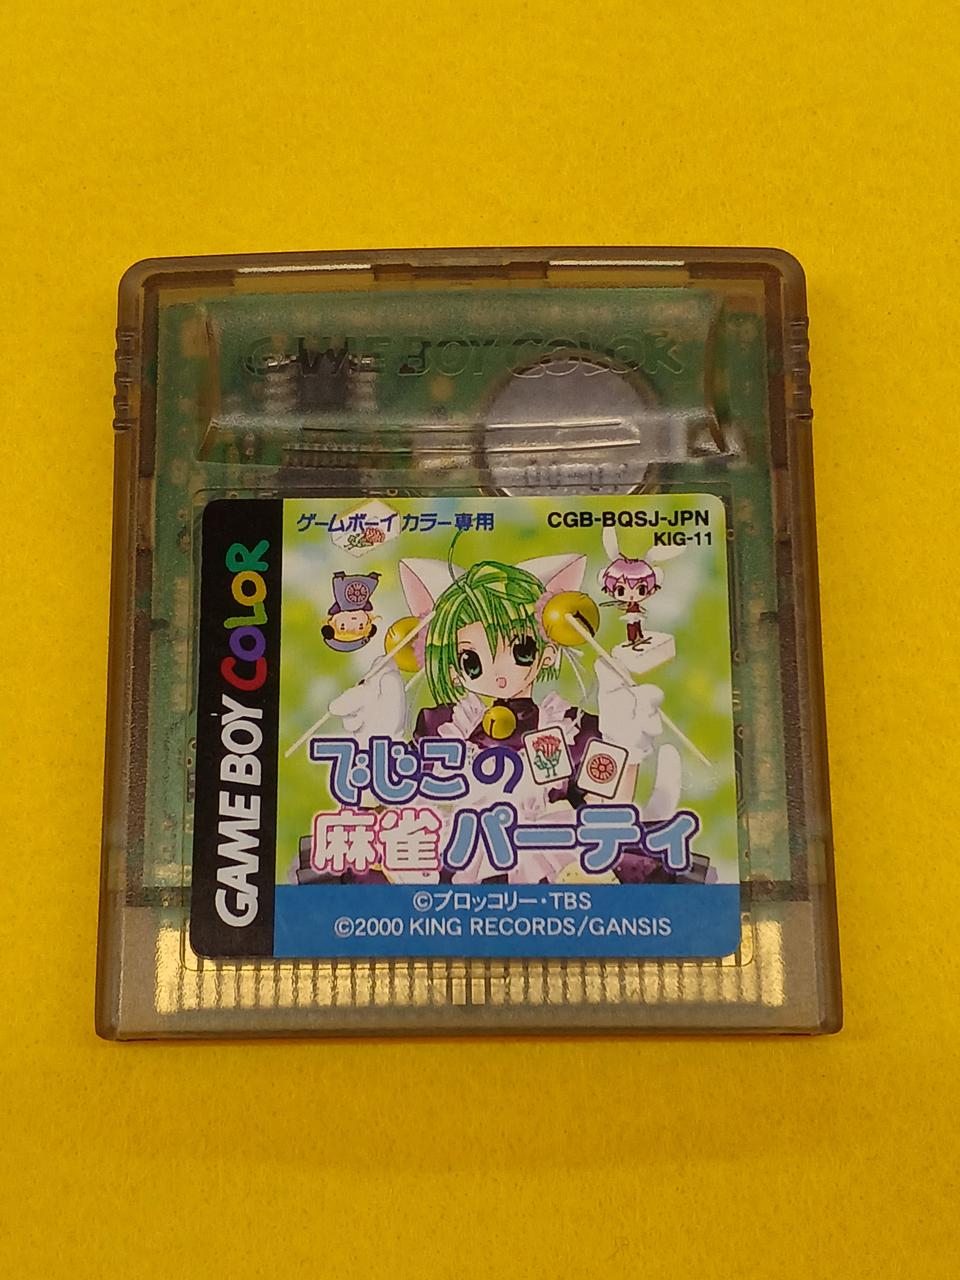 GAME BOY COLOR
ゲームボーイ カラー専用
CGB-BQSJ-JPN
KIG-11
GAME BOY COLOR
でじこの
麻雀パーティ
©ブロッコリー・TBS
©2000 KING RECORDS/GANSIS